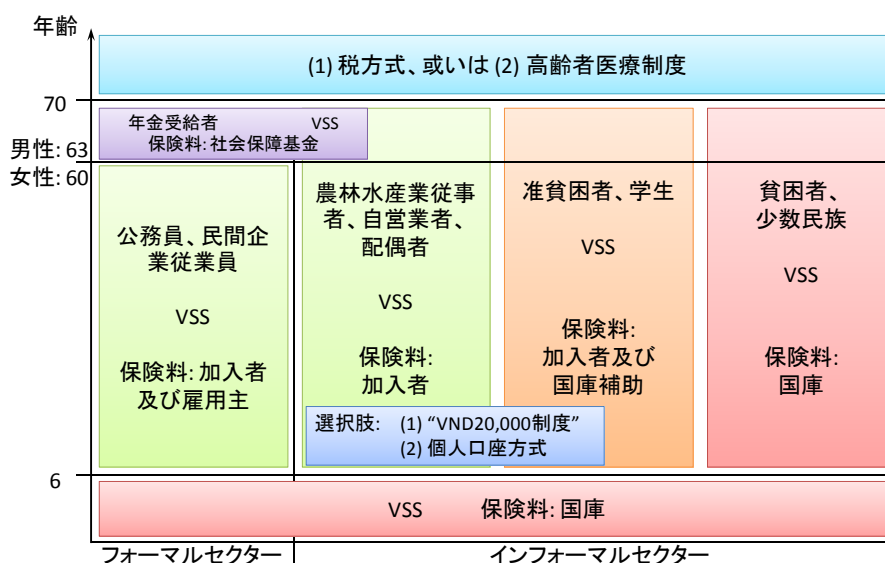 年齢
(1) 税方式、或いは (2) 高齢者医療制度
70
年金受給者 VSS
保険料: 社会保障基金
男性: 63
女性: 60
公務員、民間企
業従業員
VSS
保険料: 加入者
及び雇用主
農林水産業従事
者、自営業者、
配偶者
VSS
保険料:
加入者
准貧困者、学生
VSS
保険料:
加入者及び
国庫補助
貧困者、
少数民族
VSS
保険料:
国庫
選択肢: (1) “VND20,000制度”
(2) 個人口座方式
6
VSS 保険料: 国庫
フォーマルセクター
インフォーマルセクター